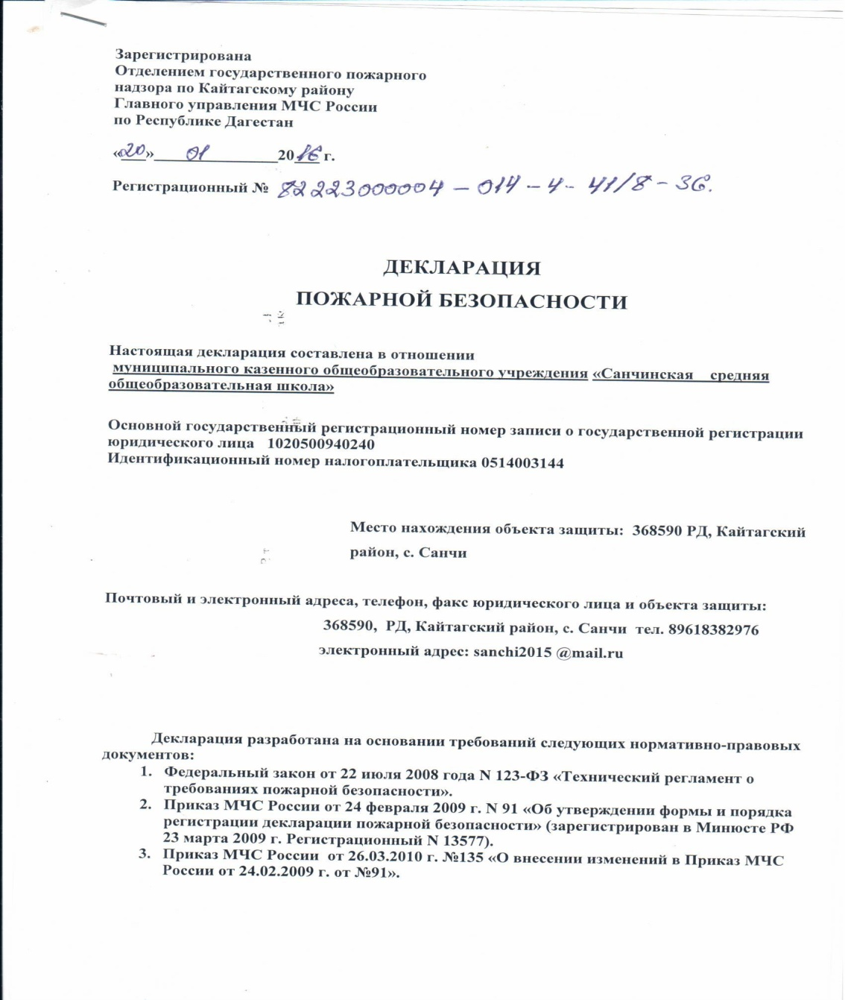 Зарегистрирована
Отделением государственного пожарного
надзора по Кайтагскому району
Главного управления МЧС России
по Республике Дагестан
«20» 01 2016 г.
Регистрационный № 82223000004 – 014 – 4 - 41/8 – 36.
ДЕКЛАРАЦИЯ
ПОЖАРНОЙ БЕЗОПАСНОСТИ
Настоящая декларация составлена в отношении
муниципального казенного общеобразовательного учреждения «Санчинская средняя
общеобразовательная школа»
Основной государственный регистрационный номер записи о государственной регистрации
юридического лица 1020500940240
Идентификационный номер налогоплательщика 0514003144
Место нахождения объекта защиты: 368590 РД, Кайтагский
район, с. Санчи
Почтовый и электронный адреса, телефон, факс юридического лица и объекта защиты:
368590, РД, Кайтагский район, с. Санчи тел. 89618382976
электронный адрес: sanchi2015 @mail.ru
Декларация разработана на основании требований следующих нормативно-правовых
документов:
1. Федеральный закон от 22 июля 2008 года N 123-ФЗ «Технический регламент о
требованиях пожарной безопасности».
2. Приказ МЧС России от 24 февраля 2009 г. N 91 «Об утверждении формы и порядка
регистрации декларации пожарной безопасности» (зарегистрирован в Минюсте РФ
23 марта 2009 г. Регистрационный N 13577).
3. Приказ МЧС России от 26.03.2010 г. №135 «О внесении изменений в Приказ МЧС
России от 24.02.2009 г. от №91».